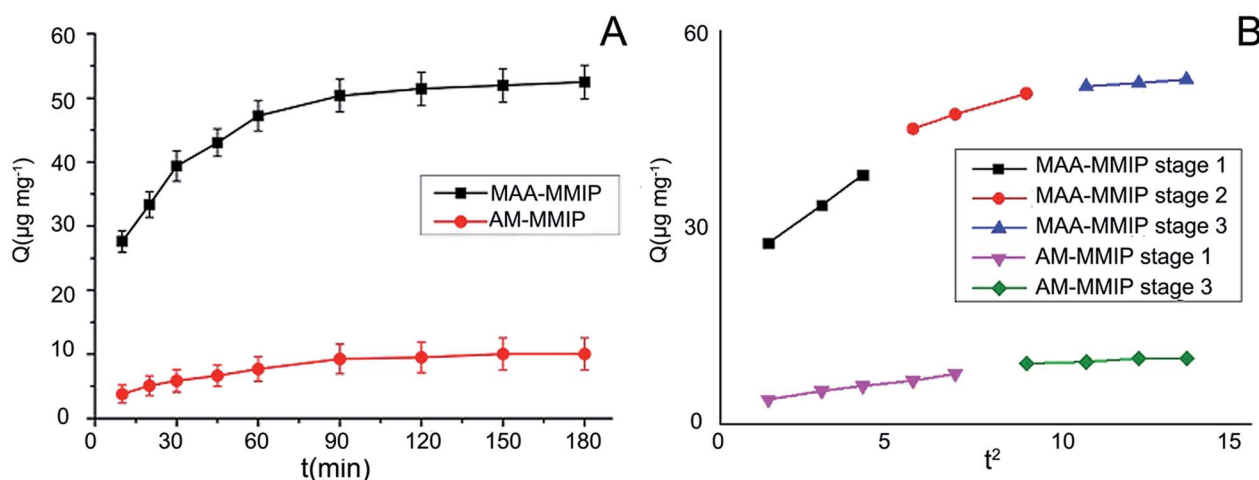 A
60
50
40
30
20
10
0
Q(µg mg⁻¹)
MAA-MMIP
AM-MMIP
0 30 60 90 120 150 180
t(min)
B
60
30
0
Q(µg mg⁻¹)
MAA-MMIP stage 1
MAA-MMIP stage 2
MAA-MMIP stage 3
AM-MMIP stage 1
AM-MMIP stage 3
0 5 10 15
t²